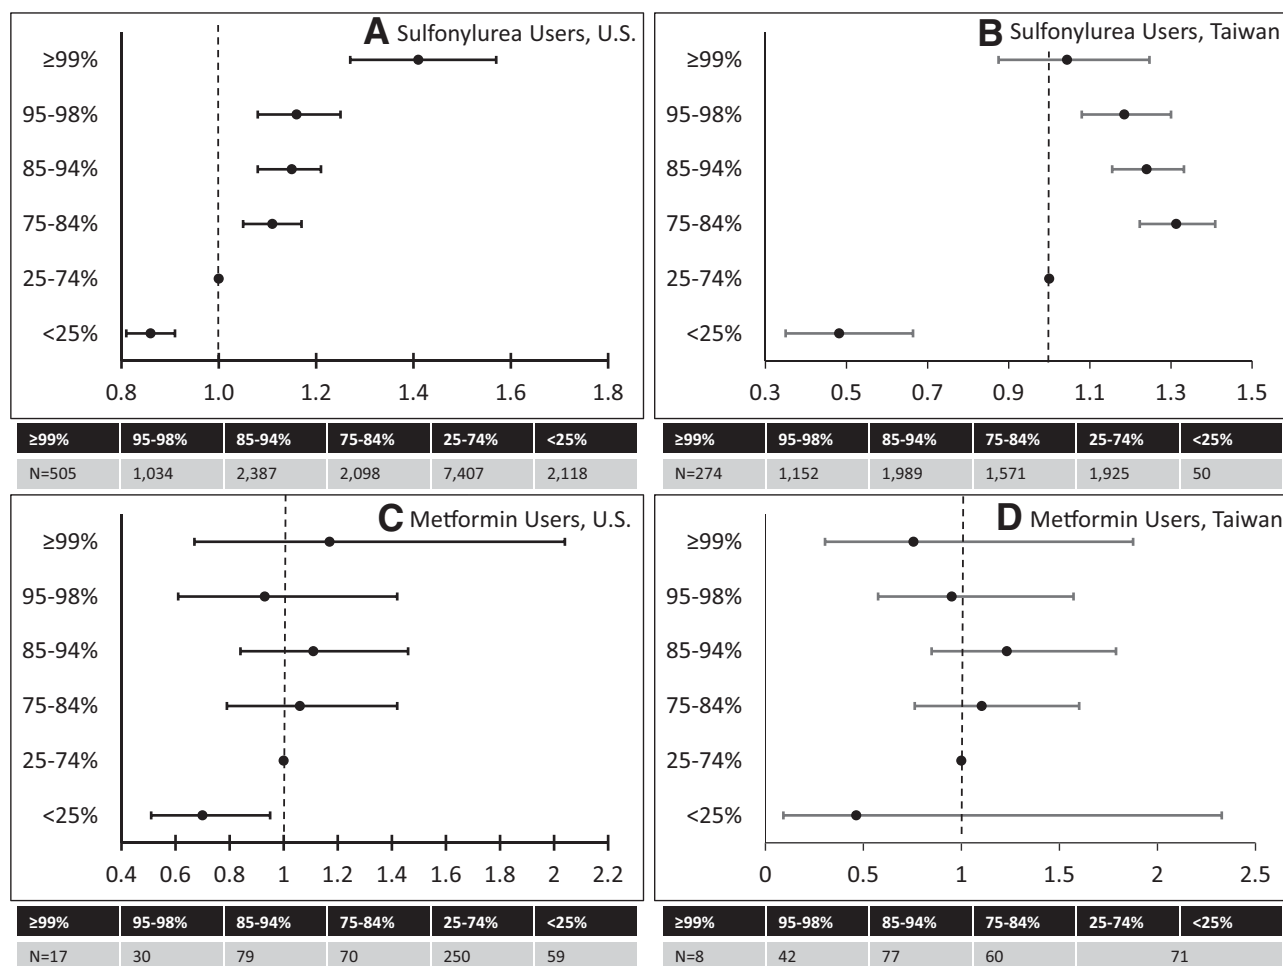 A Sulfonylurea Users, U.S.
≥99%
95-98%
85-94%
75-84%
25-74%
<25%
0.8 1.0 1.2 1.4 1.6 1.8
≥99% 95-98% 85-94% 75-84% 25-74% <25%
N=505 1,034 2,387 2,098 7,407 2,118
B Sulfonylurea Users, Taiwan
≥99%
95-98%
85-94%
75-84%
25-74%
<25%
0.3 0.5 0.7 0.9 1.1 1.3 1.5
≥99% 95-98% 85-94% 75-84% 25-74% <25%
N=274 1,152 1,989 1,571 1,925 50
C Metformin Users, U.S.
≥99%
95-98%
85-94%
75-84%
25-74%
<25%
0.4 0.6 0.8 1 1.2 1.4 1.6 1.8 2 2.2
≥99% 95-98% 85-94% 75-84% 25-74% <25%
N=17 30 79 70 250 59
D Metformin Users, Taiwan
≥99%
95-98%
85-94%
75-84%
25-74%
<25%
0 0.5 1 1.5 2 2.5
≥99% 95-98% 85-94% 75-84% 25-74% <25%
N=8 42 77 60 71